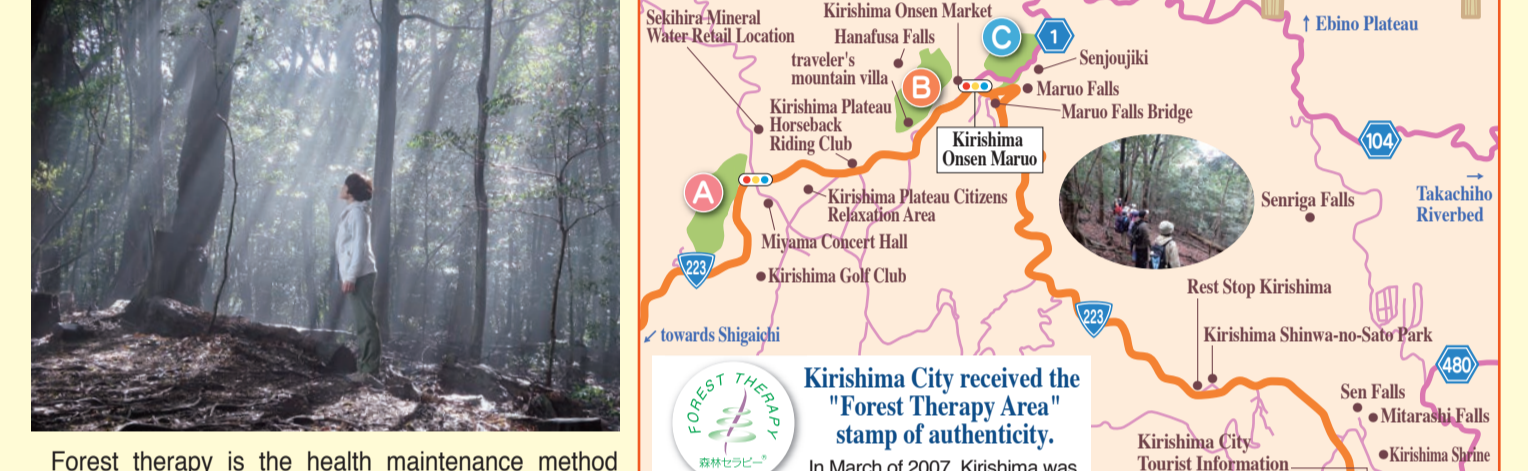 Forest therapy is the health maintenance method
Sekihira Mineral
Water Retail Location
Kirishima Onsen Market
Hanafusa Falls
traveler's
mountain villa
Kirishima Plateau
Horseback
Riding Club
A
B
C
1
Senjoujiki
Maruo Falls
Maruo Falls Bridge
Kirishima
Onsen Maruo
↑ Ebino Plateau
104
→
Takachiho
Riverbed
Senriga Falls
Kirishima Plateau Citizens
Relaxation Area
Miyama Concert Hall
223
Kirishima Golf Club
↙ towards Shigaichi
Rest Stop Kirishima
223
Kirishima Shinwa-no-Sato Park
480
Sen Falls
Mitarashi Falls
Kirishima Shrine
Kirishima City
Tourist Information
FOREST THERAPY
森林セラピー®
Kirishima City received the
"Forest Therapy Area"
stamp of authenticity.
In March of 2007, Kirishima was